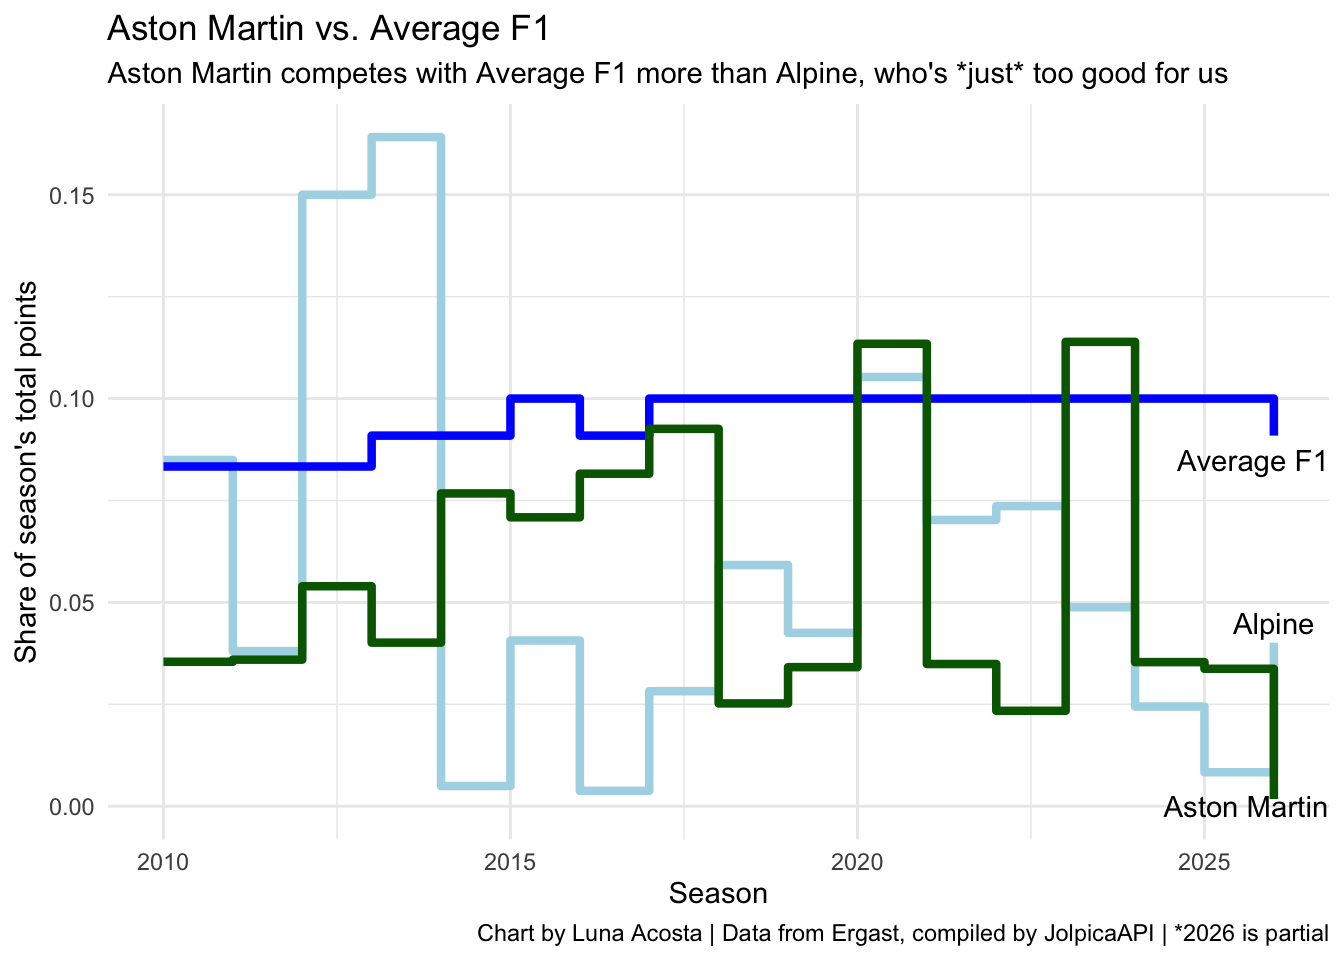 Aston Martin vs. Average F1
Aston Martin competes with Average F1 more than Alpine, who's *just* too good for us
Share of season's total points
0.15
0.10
0.05
0.00
Average F1
Alpine
Aston Martin
2010
2015
2020
2025
Season
Chart by Luna Acosta | Data from Ergast, compiled by JolpicaAPI | *2026 is partial